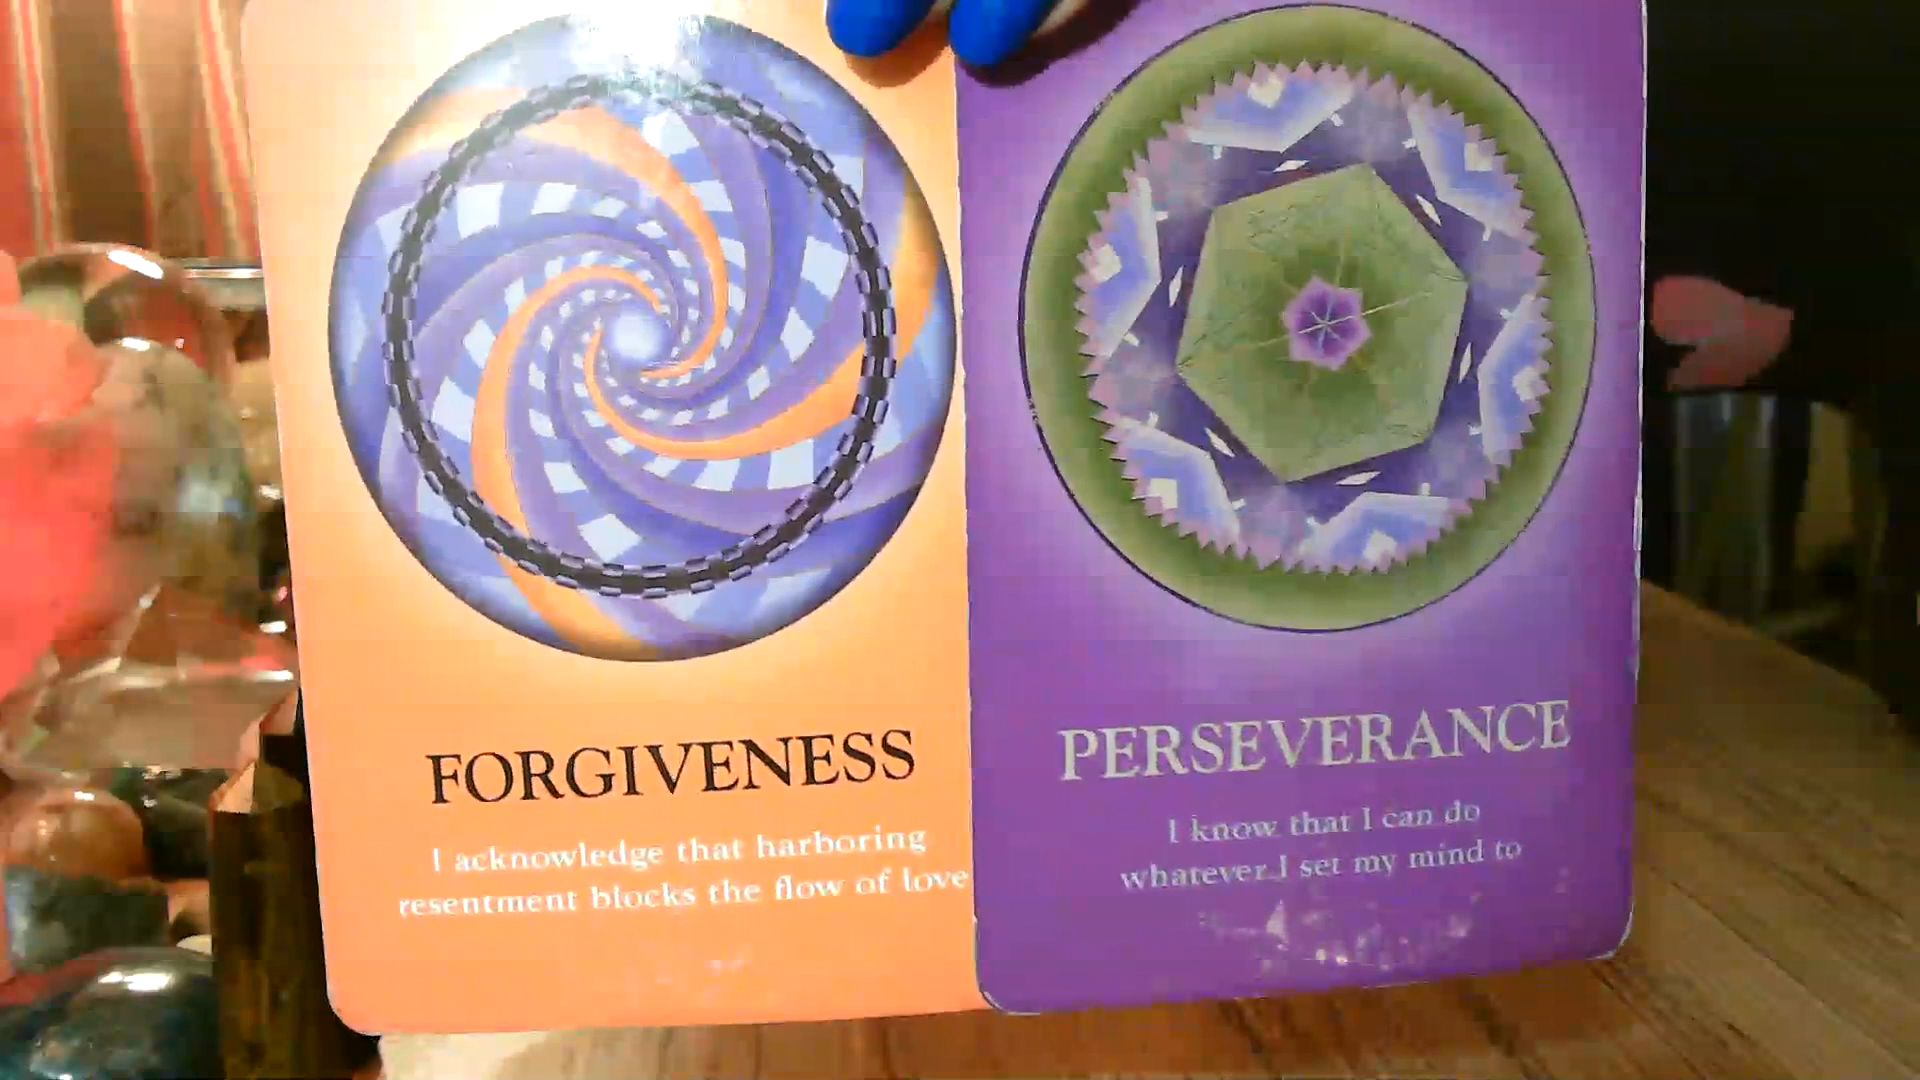 FORGIVENESS
I acknowledge that harboring
resentment blocks the flow of love
PERSEVERANCE
I know that I can do
whatever I set my mind to